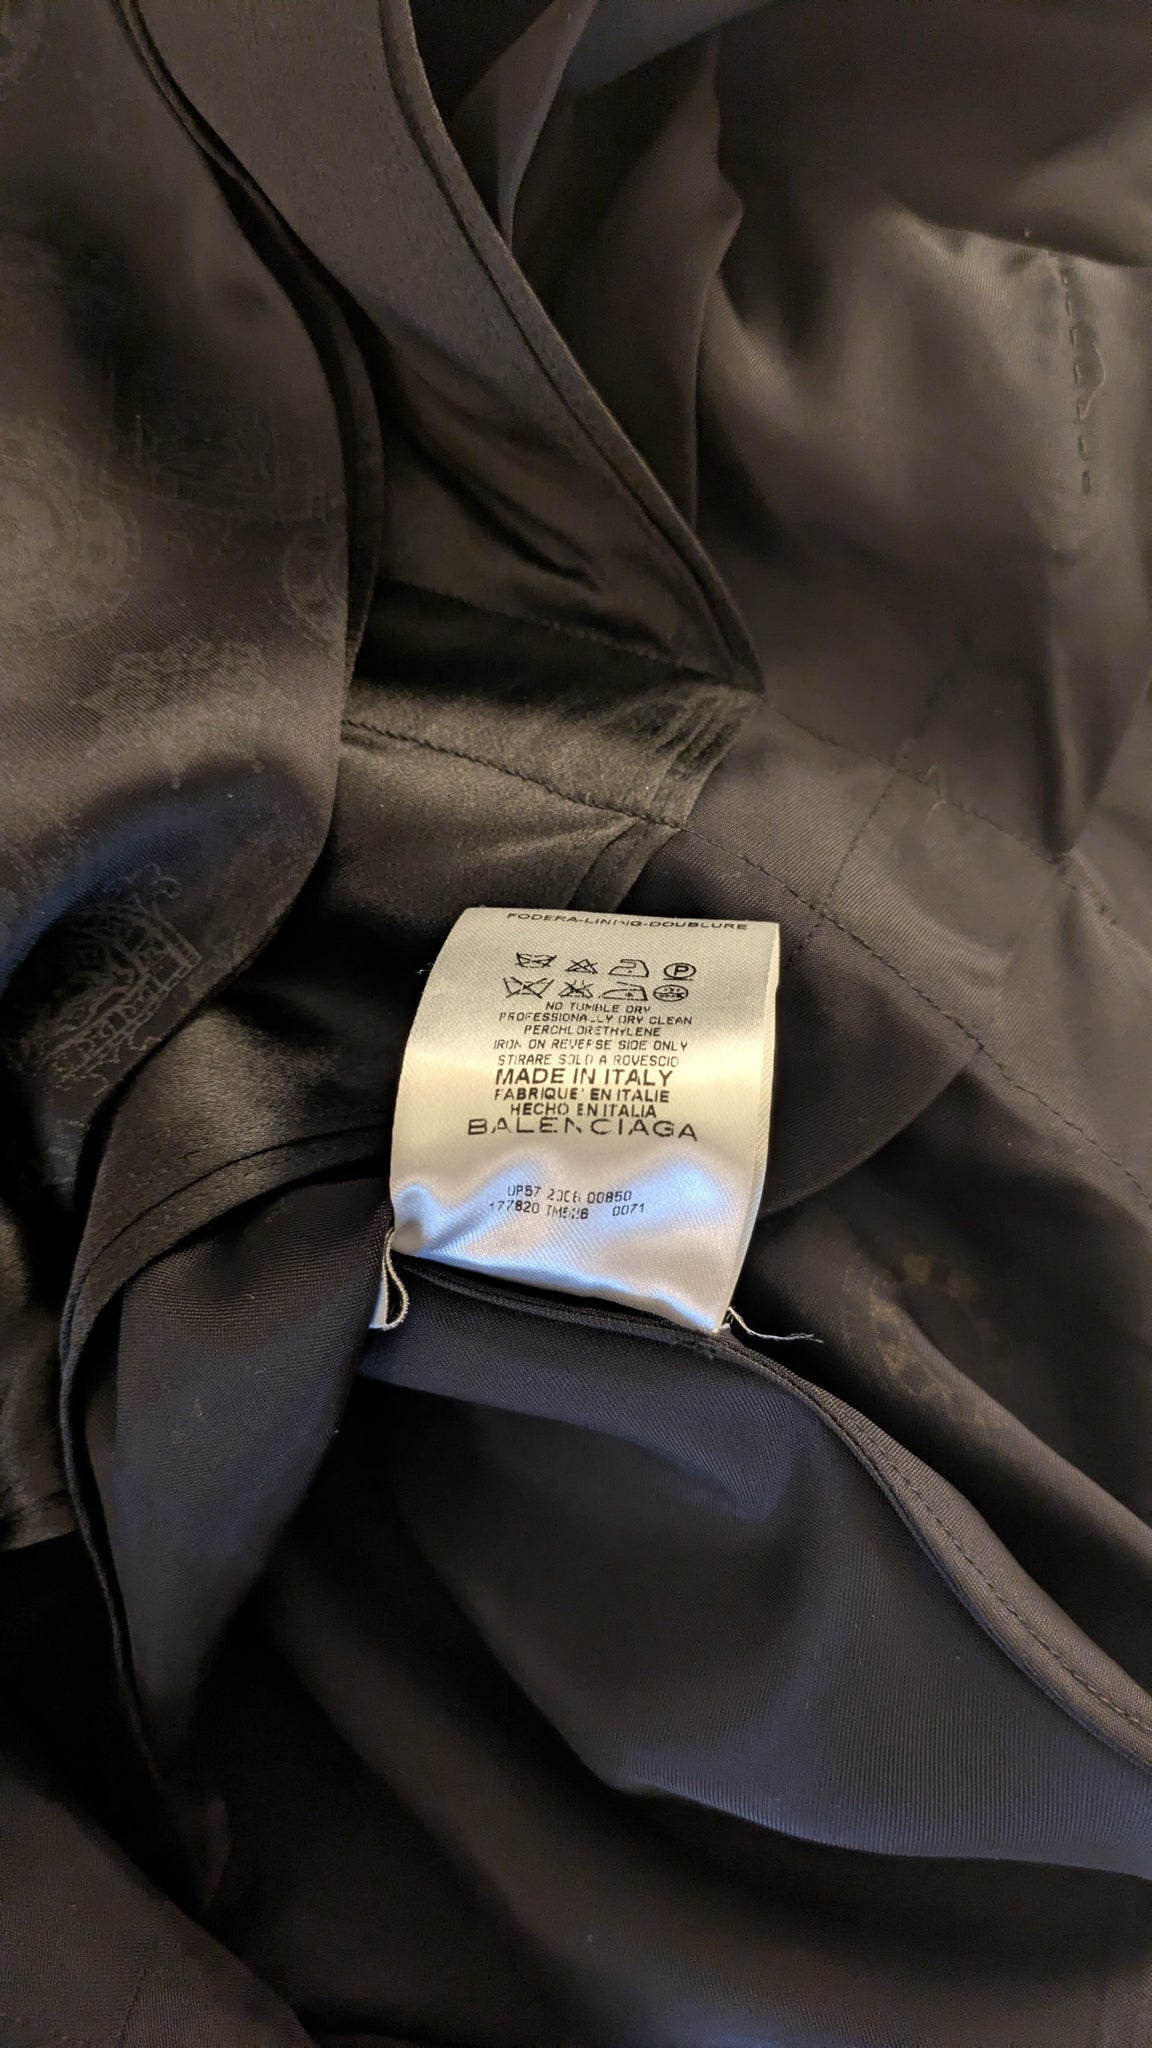 FODERA-LINING-DOUBLURE
P
NO TUMBLE DRY
PROFESSIONALLY DRY CLEAN
PERCHLORETHYLENE
IRON ON REVERSE SIDE ONLY
STIRARE SOLO A ROVESCIO
MADE IN ITALY
FABRIQUE' EN ITALIE
HECHO EN ITALIA
BALENCIAGA
UP57 00850
177820 0071